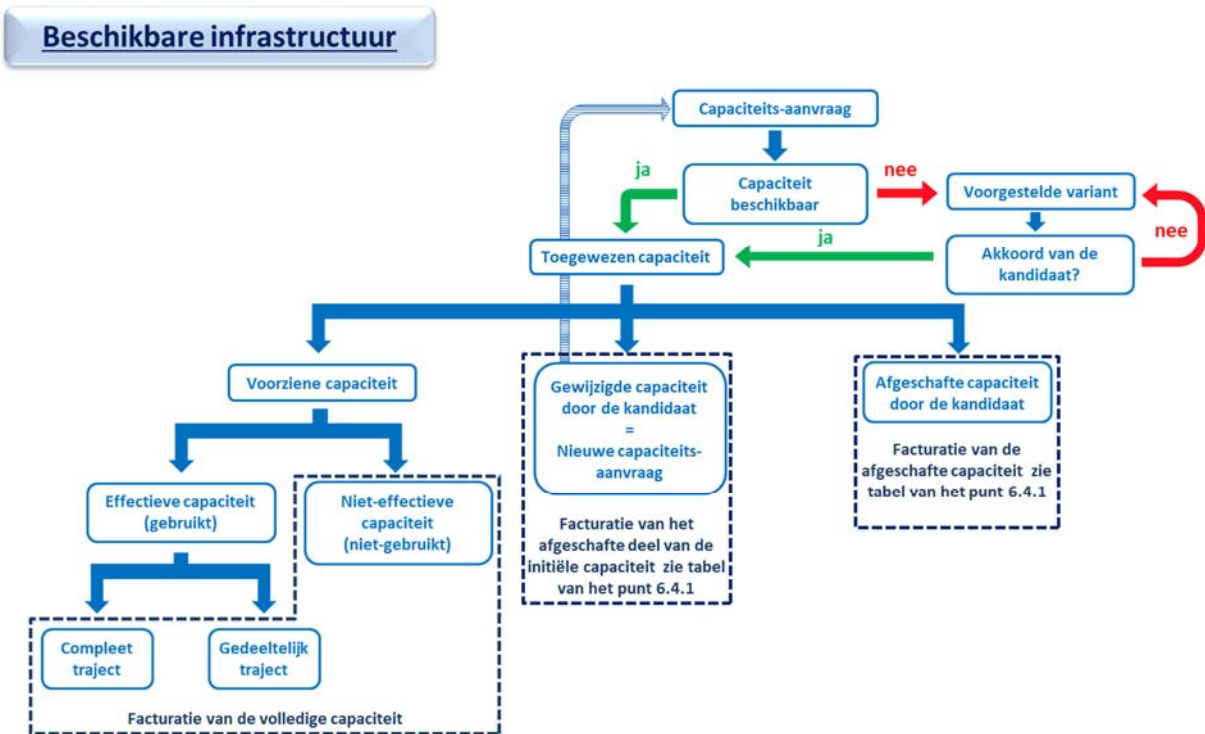 Beschikbare infrastructuur
Capaciteits-aanvraag
ja
nee
Capaciteit
beschikbaar
Voorgestelde variant
ja
nee
Toegewezen capaciteit
Akkoord van de
kandidaat?
Voorziene capaciteit
Gewijzigde capaciteit
door de kandidaat
=
Nieuwe capaciteits-
aanvraag
Afgeschafte capaciteit
door de kandidaat
Facturatie van de
afgeschafte capaciteit zie
tabel van het punt 6.4.1
Effectieve capaciteit
(gebruikt)
Niet-effectieve
capaciteit
(niet-gebruikt)
Facturatie van het
afgeschafte deel van de
initiële capaciteit zie tabel
van het punt 6.4.1
Compleet
traject
Gedeeltelijk
traject
Facturatie van de volledige capaciteit